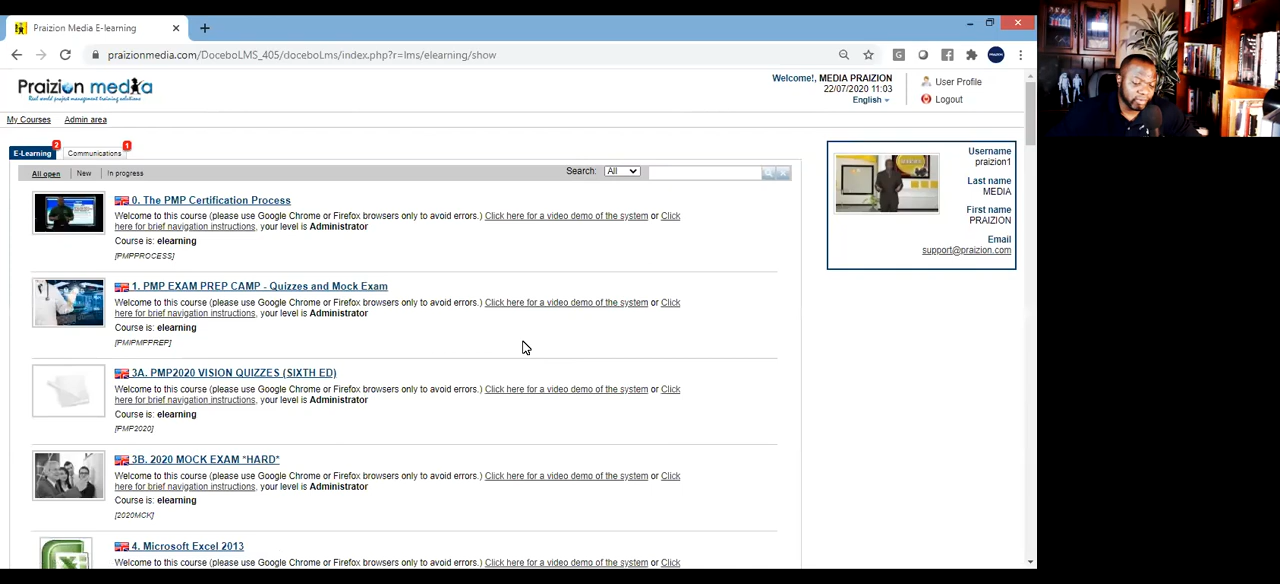 Praizion Media E-learning
praizionmedia.com/DoceboLMS_405/doceboLms/index.php?r=lms/elearning/show
Praizion media
Real world project management training solutions
Welcome!, MEDIA PRAIZION
22/07/2020 11:03
English
User Profile
Logout
My Courses Admin area
E-Learning 2 Communications 1
All open New In progress Search: All
0. The PMP Certification Process
Welcome to this course (please use Google Chrome or Firefox browsers only to avoid errors.) Click here for a video demo of the system or Click
here for brief navigation instructions, your level is Administrator
Course is: elearning
[PMPPROCESS]
1. PMP EXAM PREP CAMP - Quizzes and Mock Exam
Welcome to this course (please use Google Chrome or Firefox browsers only to avoid errors.) Click here for a video demo of the system or Click
here for brief navigation instructions, your level is Administrator
Course is: elearning
[PMPMPPREP]
3A. PMP2020 VISION QUIZZES (SIXTH ED)
Welcome to this course (please use Google Chrome or Firefox browsers only to avoid errors.) Click here for a video demo of the system or Click
here for brief navigation instructions, your level is Administrator
Course is: elearning
[PMP2020]
3B. 2020 MOCK EXAM *HARD*
Welcome to this course (please use Google Chrome or Firefox browsers only to avoid errors.) Click here for a video demo of the system or Click
here for brief navigation instructions, your level is Administrator
Course is: elearning
[2020MCK]
4. Microsoft Excel 2013
Welcome to this course (please use Google Chrome or Firefox browsers only to avoid errors.) Click here for a video demo of the system or Click
Username
praizion1
Last name
MEDIA
First name
PRAIZION
Email
support@praizion.com